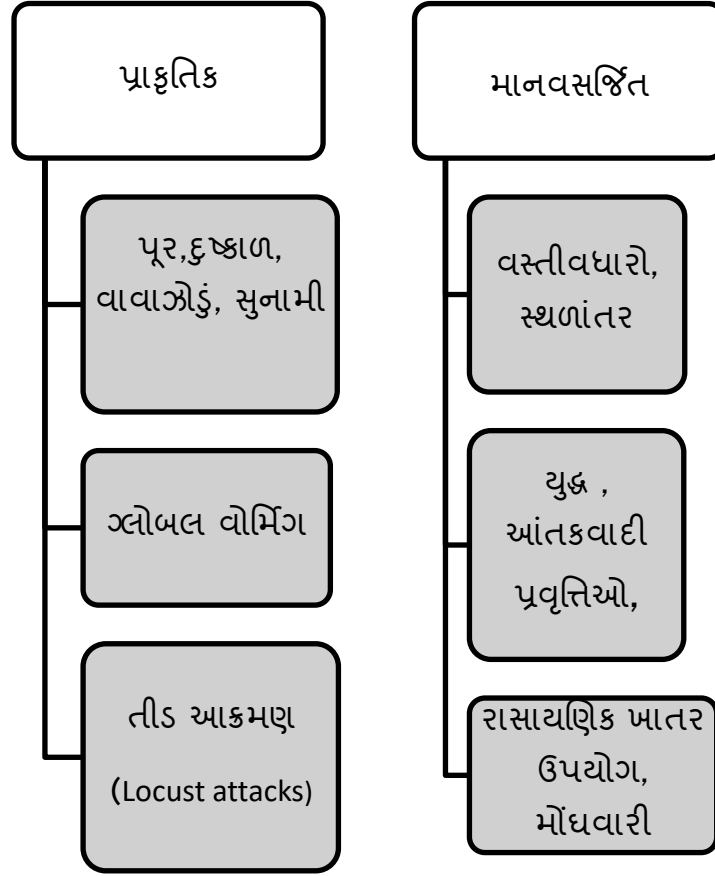 પ્રાકૃતિક
પૂર,દુષ્કાળ,
વાવાઝોડું, સુનામી
ગ્લોબલ વોર્મિંગ
તીડ આક્રમણ
(Locust attacks)
માનવસર્જિત
વસ્તીવધારો,
સ્થળાંતર
યુદ્ધ ,
આંતકવાદી
પ્રવૃત્તિઓ,
રાસાયણિક ખાતર
ઉપયોગ,
મોંઘવારી